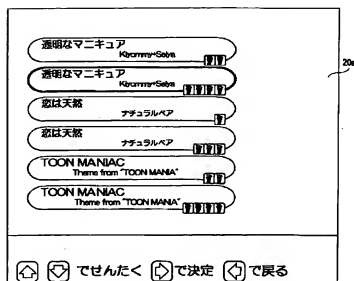 透明なマニキュア
Kiyommy+Seiya
透明なマニキュア
Kiyommy+Seiya
恋は天然
ナチュラルペア
恋は天然
ナチュラルペア
TOON MANIAC
Theme from "TOON MANIA"
TOON MANIAC
Theme from "TOON MANIA"
20a
でせんたく で決定 で戻る